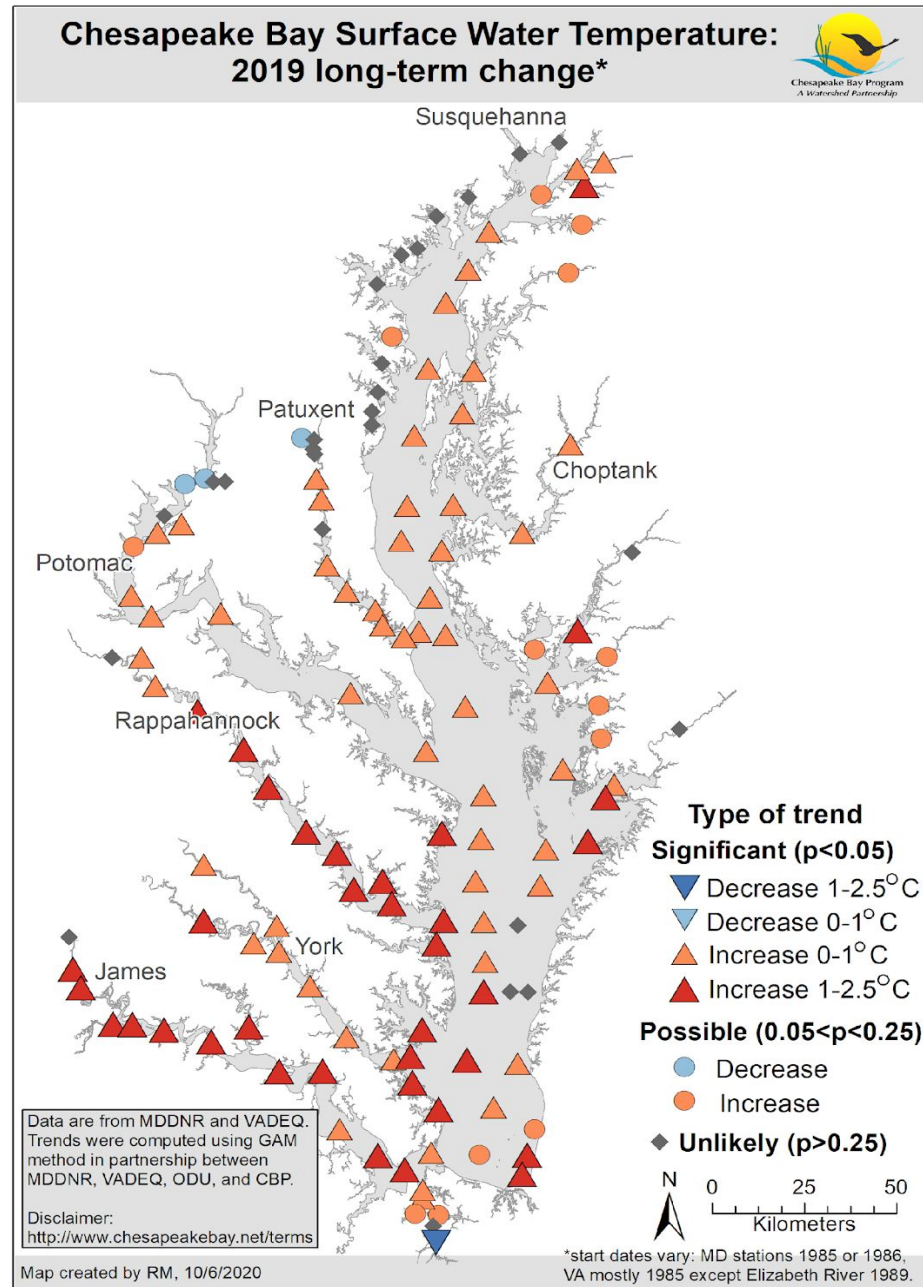 Chesapeake Bay Surface Water Temperature:
2019 long-term change*
Chesapeake Bay Program
A Watershed Partnership
Susquehanna
Patuxent
Choptank
Potomac
Rappahannock
York
James
Type of trend
Significant (p<0.05)
Decrease 1-2.5°C
Decrease 0-1°C
Increase 0-1°C
Increase 1-2.5°C
Possible (0.05<p<0.25)
Decrease
Increase
Unlikely (p>0.25)
N
0 25 50
Kilometers
Data are from MDDNR and VADEQ.
Trends were computed using GAM
method in partnership between
MDDNR, VADEQ, ODU, and CBP.
Disclaimer:
http://www.chesapeakebay.net/terms
Map created by RM, 10/6/2020
*start dates vary: MD stations 1985 or 1986,
VA mostly 1985 except Elizabeth River 1989.